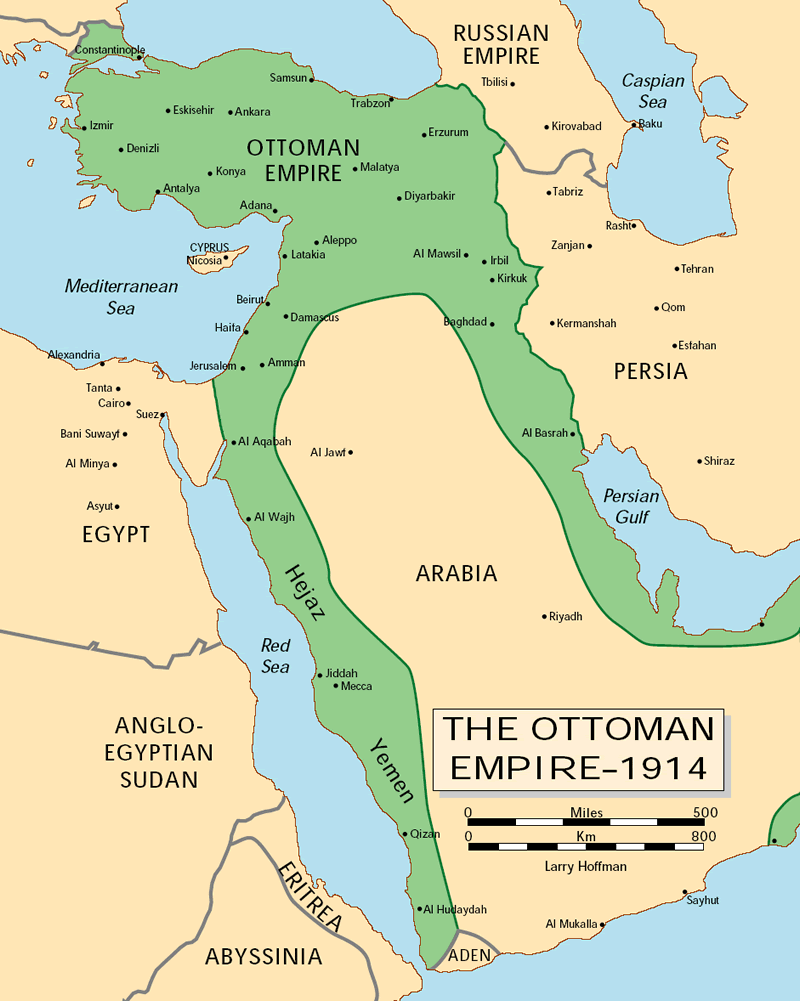 Constantinople
RUSSIAN
EMPIRE
Samsun
Tbilisi
Caspian
Sea
Trabzon
Eskisehir
Ankara
Izmir
Erzurum
Kirovabad
Baku
Denizli
OTTOMAN
EMPIRE
Konya
Malatya
Antalya
Adana
Diyarbakir
Tabriz
Rasht
CYPRUS
Nicosia
Aleppo
Latakia
Al Mawsil
Irbil
Kirkuk
Zanjan
Tehran
Mediterranean
Sea
Beirut
Damascus
Haifa
Baghdad
Kermanshah
Qom
Esfahan
PERSIA
Alexandria
Jerusalem
Amman
Tanta
Cairo
Suez
Bani Suwayf
Al Minya
Asyut
EGYPT
Al Aqabah
Al Jawf
Al Basrah
Shiraz
Persian
Gulf
Al Wajh
Hejaz
ARABIA
Riyadh
Red
Sea
Jiddah
Mecca
ANGLO-
EGYPTIAN
SUDAN
Yemen
THE OTTOMAN
EMPIRE-1914
0 Miles 500
0 Km 800
Larry Hoffman
Qizan
ERITREA
Al Hudaydah
Sayhut
Al Mukalla
ABYSSINIA
ADEN